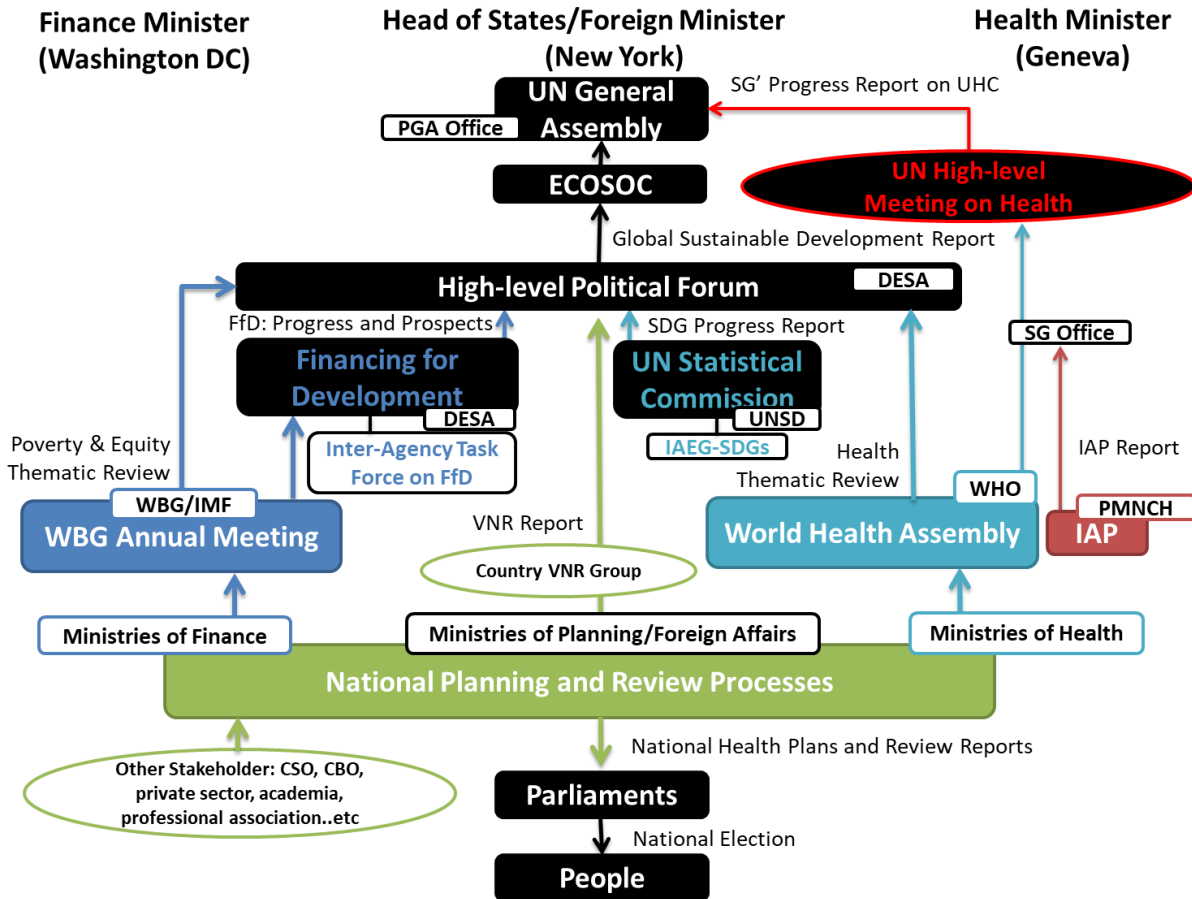 Finance Minister
(Washington DC)
Head of States/Foreign Minister
(New York)
Health Minister
(Geneva)
SG' Progress Report on UHC
UN General
Assembly
PGA Office
ECOSOC
UN High-level
Meeting on Health
Global Sustainable Development Report
High-level Political Forum
DESA
FfD: Progress and Prospects
SDG Progress Report
SG Office
Financing for
Development
DESA
UN Statistical
Commission
UNSD
Inter-Agency Task
Force on FfD
IAEG-SDGs
Poverty & Equity
Thematic Review
Health
Thematic Review
IAP Report
WBG/IMF
WBG Annual Meeting
VNR Report
WHO
World Health Assembly
PMNCH
IAP
Country VNR Group
Ministries of Finance
Ministries of Planning/Foreign Affairs
Ministries of Health
National Planning and Review Processes
National Health Plans and Review Reports
Other Stakeholder: CSO, CBO,
private sector, academia,
professional association..etc
Parliaments
National Election
People